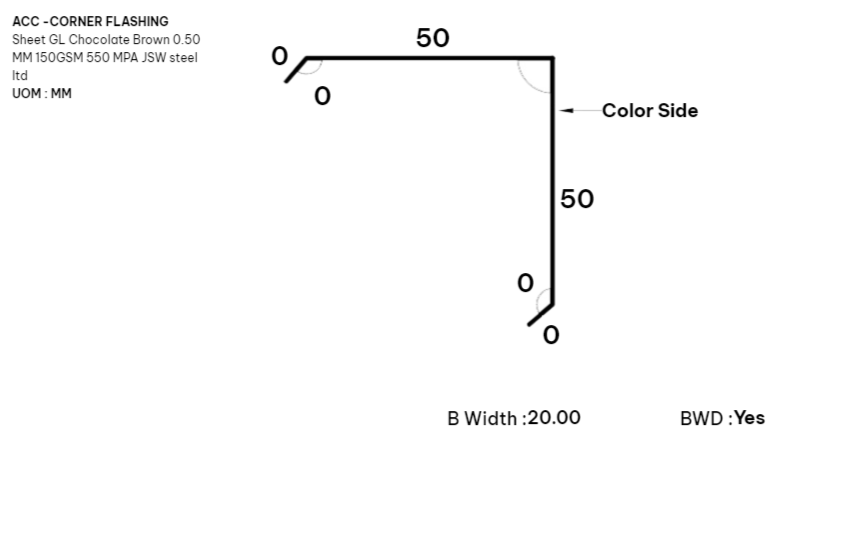 ACC -CORNER FLASHING
Sheet GL Chocolate Brown 0.50
MM 150GSM 550 MPA JSW steel
ltd
UOM : MM
50
0
0
Color Side
50
0
0
B Width :20.00
BWD :Yes